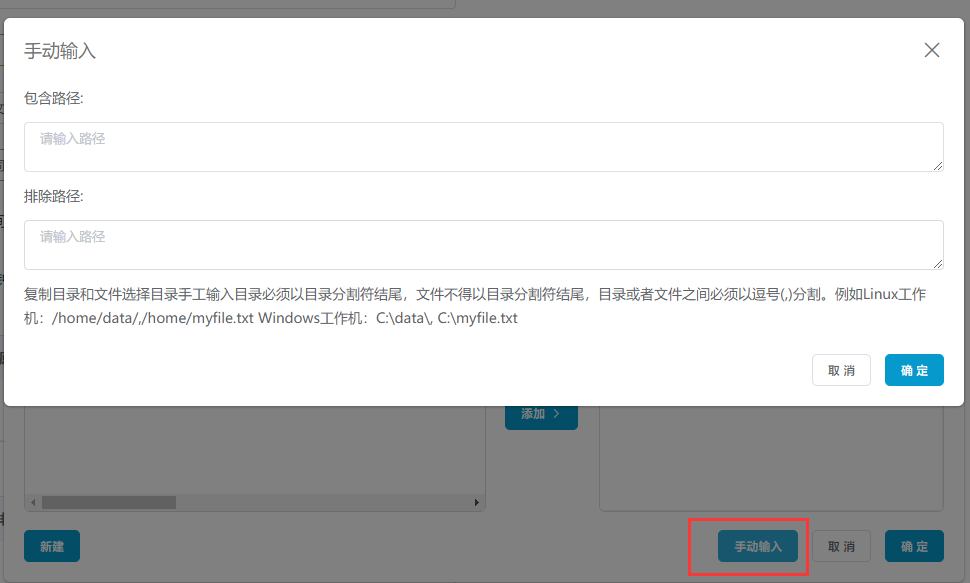 手动输入
包含路径:
请输入路径
排除路径:
请输入路径
复制目录和文件选择目录手工输入目录必须以目录分割符结尾，文件不得以目录分割符结尾，目录或者文件之间必须以逗号(,)分割。例如Linux工作
机：/home/data/,/home/myfile.txt Windows工作机：C:\data\, C:\myfile.txt
取 消
确 定
添加
新建
手动输入
取 消
确 定